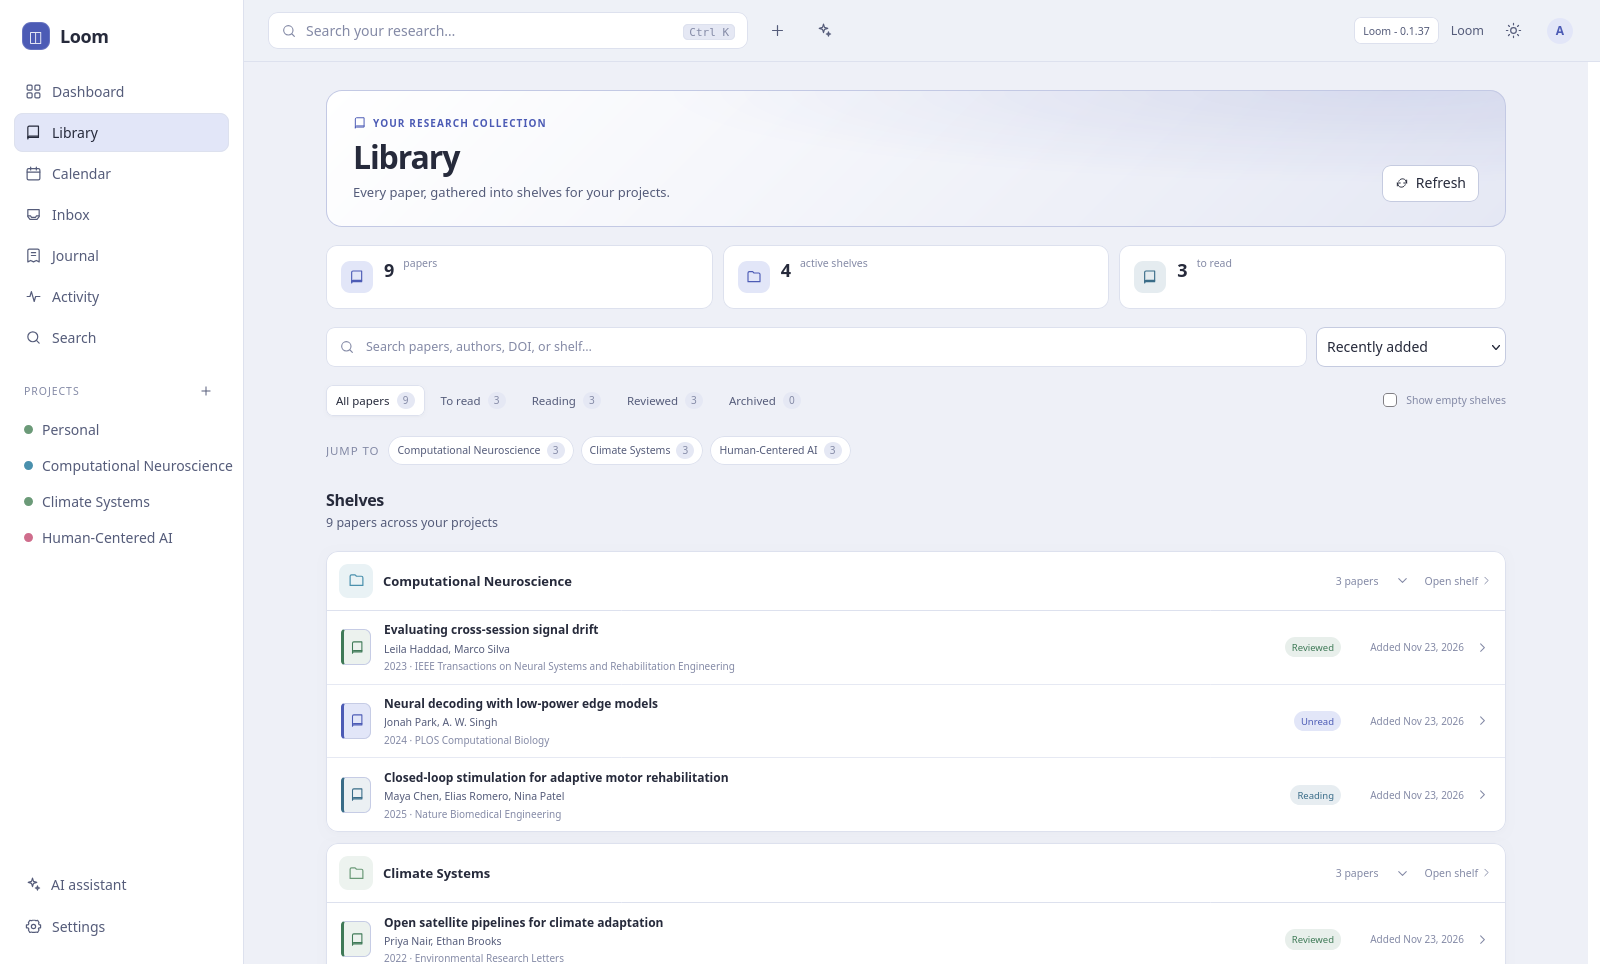 Loom
Search your research...
Ctrl K
Loom - 0.1.37
Loom
A
Dashboard
Library
Calendar
Inbox
Journal
Activity
Search
PROJECTS
Personal
Computational Neuroscience
Climate Systems
Human-Centered AI
AI assistant
Settings
YOUR RESEARCH COLLECTION
Library
Every paper, gathered into shelves for your projects.
Refresh
9 papers
4 active shelves
3 to read
Search papers, authors, DOI, or shelf...
Recently added
All papers 9
To read 3
Reading 3
Reviewed 3
Archived 0
Show empty shelves
JUMP TO
Computational Neuroscience 3
Climate Systems 3
Human-Centered AI 3
Shelves
9 papers across your projects
Computational Neuroscience
3 papers
Open shelf
Evaluating cross-session signal drift
Leila Haddad, Marco Silva
2023 · IEEE Transactions on Neural Systems and Rehabilitation Engineering
Reviewed
Added Nov 23, 2026
Neural decoding with low-power edge models
Jonah Park, A. W. Singh
2024 · PLOS Computational Biology
Unread
Added Nov 23, 2026
Closed-loop stimulation for adaptive motor rehabilitation
Maya Chen, Elias Romero, Nina Patel
2025 · Nature Biomedical Engineering
Reading
Added Nov 23, 2026
Climate Systems
3 papers
Open shelf
Open satellite pipelines for climate adaptation
Priya Nair, Ethan Brooks
2022 · Environmental Research Letters
Reviewed
Added Nov 23, 2026